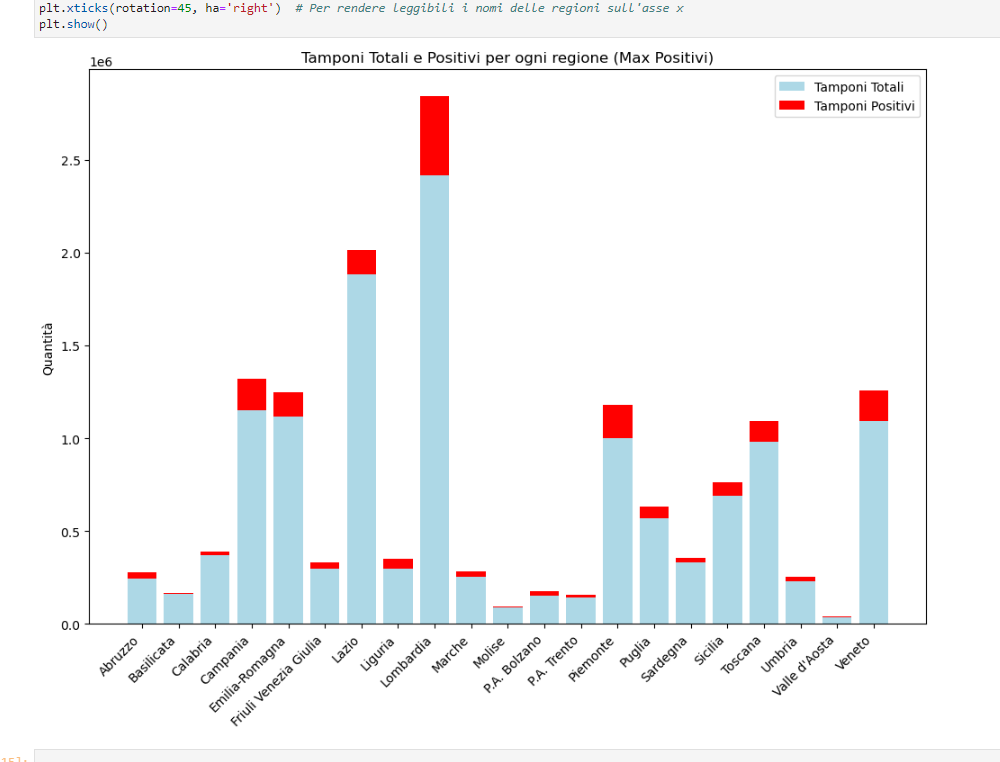 plt.xticks(rotation=45, ha='right')  # Per rendere leggibili i nomi delle regioni sull'asse x
plt.show()
Tamponi Totali e Positivi per ogni regione (Max Positivi)
1e6
Tamponi Totali
Tamponi Positivi
2.5
2.0
1.5
1.0
0.5
0.0
Quantità
Abruzzo
Basilicata
Calabria
Campania
Emilia-Romagna
Friuli Venezia Giulia
Lazio
Liguria
Lombardia
Marche
Molise
P.A. Bolzano
P.A. Trento
Piemonte
Puglia
Sardegna
Sicilia
Toscana
Umbria
Valle d'Aosta
Veneto